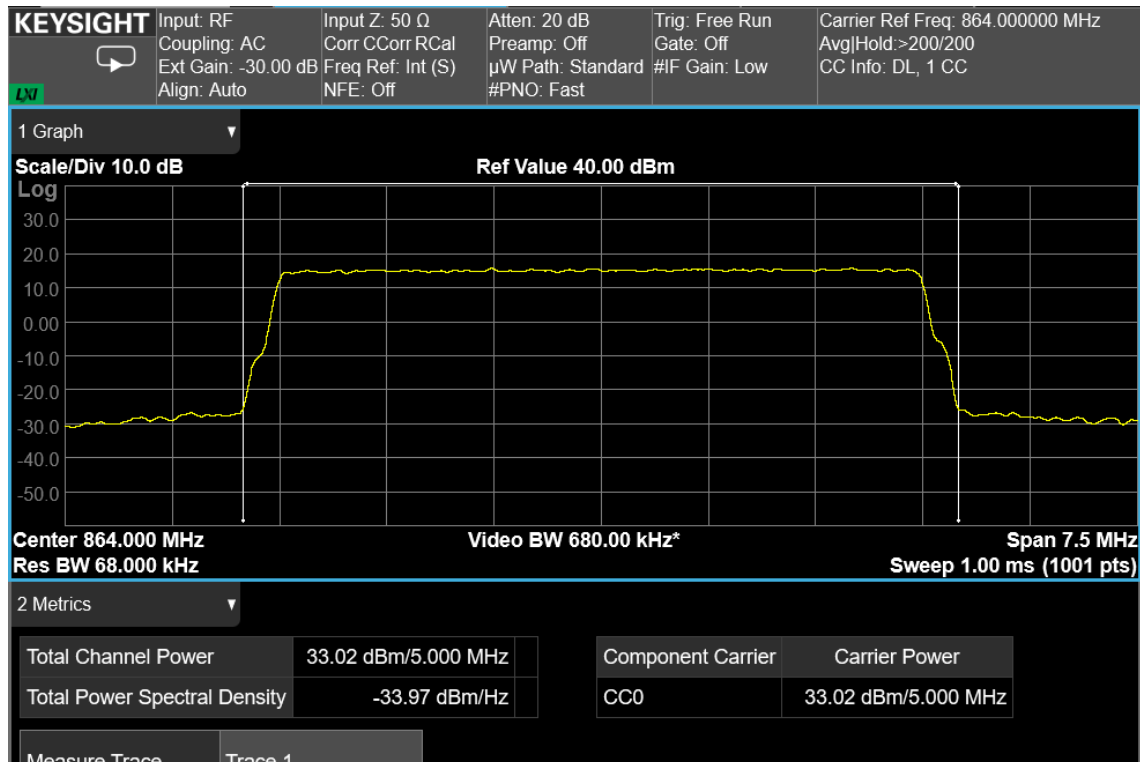 KEYSIGHT Input: RF Input Z: 50 Ω Atten: 20 dB Trig: Free Run Carrier Ref Freq: 864.000000 MHz
Coupling: AC Corr CCorr RCal Preamp: Off Gate: Off Avg|Hold:>200/200
Ext Gain: -30.00 dB Freq Ref: Int (S) µW Path: Standard #IF Gain: Low CC Info: DL, 1 CC
LXI Align: Auto NFE: Off #PNO: Fast
1 Graph
Scale/Div 10.0 dB Ref Value 40.00 dBm
Log
30.0
20.0
10.0
0.00
-10.0
-20.0
-30.0
-40.0
-50.0
Center 864.000 MHz Video BW 680.00 kHz* Span 7.5 MHz
Res BW 68.000 kHz Sweep 1.00 ms (1001 pts)
2 Metrics
Total Channel Power 33.02 dBm/5.000 MHz Component Carrier Carrier Power
Total Power Spectral Density -33.97 dBm/Hz CC0 33.02 dBm/5.000 MHz
Measure Trace Trace 1